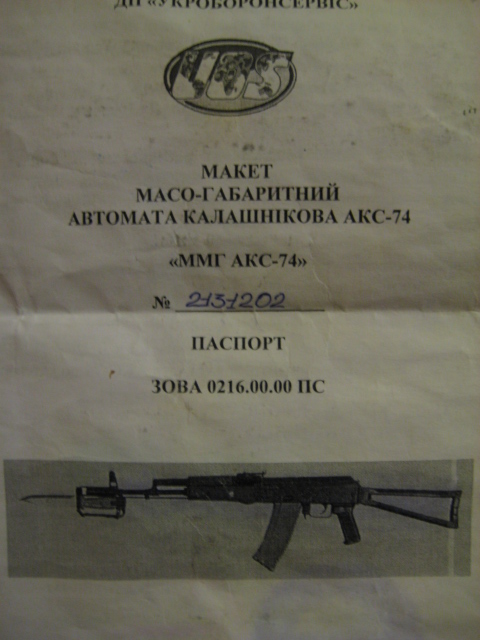 ДП «УКРОБОРОНСЕРВІС»
UOS
МАКЕТ
МАСО-ГАБАРИТНИЙ
АВТОМАТА КАЛАШНІКОВА АКС-74
«ММГ АКС-74»
№ 2131202
ПАСПОРТ
ЗОВА 0216.00.00 ПС